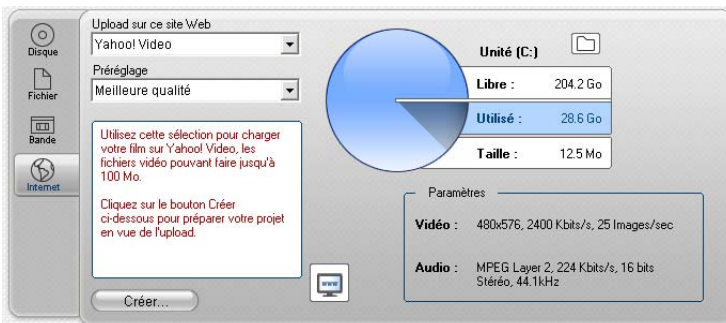 Disque
Fichier
Bande
Internet
Upload sur ce site Web
Yahoo! Video
Préréglage
Meilleure qualité
Utilisez cette sélection pour charger
votre film sur Yahoo! Video, les
fichiers vidéo pouvant faire jusqu'à
100 Mo.
Cliquez sur le bouton Créer
ci-dessous pour préparer votre projet
en vue de l'upload.
Créer...
www
Unité (C:)
Libre : 204.2 Go
Utilisé : 28.6 Go
Taille : 12.5 Mo
Paramètres
Vidéo : 480x576, 2400 Kbits/s, 25 Images/sec
Audio : MPEG Layer 2, 224 Kbits/s, 16 bits
Stéréo, 44.1kHz